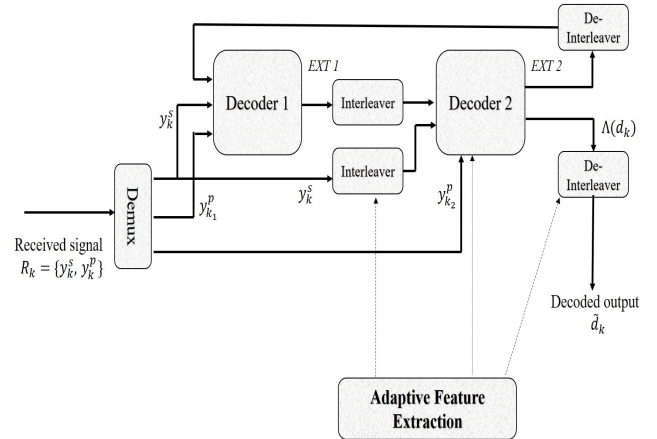 De-
Interleaver
EXT 1
EXT 2
Decoder 1
Interleaver
Decoder 2
y_k^s
Λ(d_k)
Interleaver
De-
Interleaver
Demux
y_k^s
y_{k_1}^p
y_{k_2}^p
Received signal
R_k = {y_k^s, y_k^p}
Decoded output
d̃_k
Adaptive Feature
Extraction